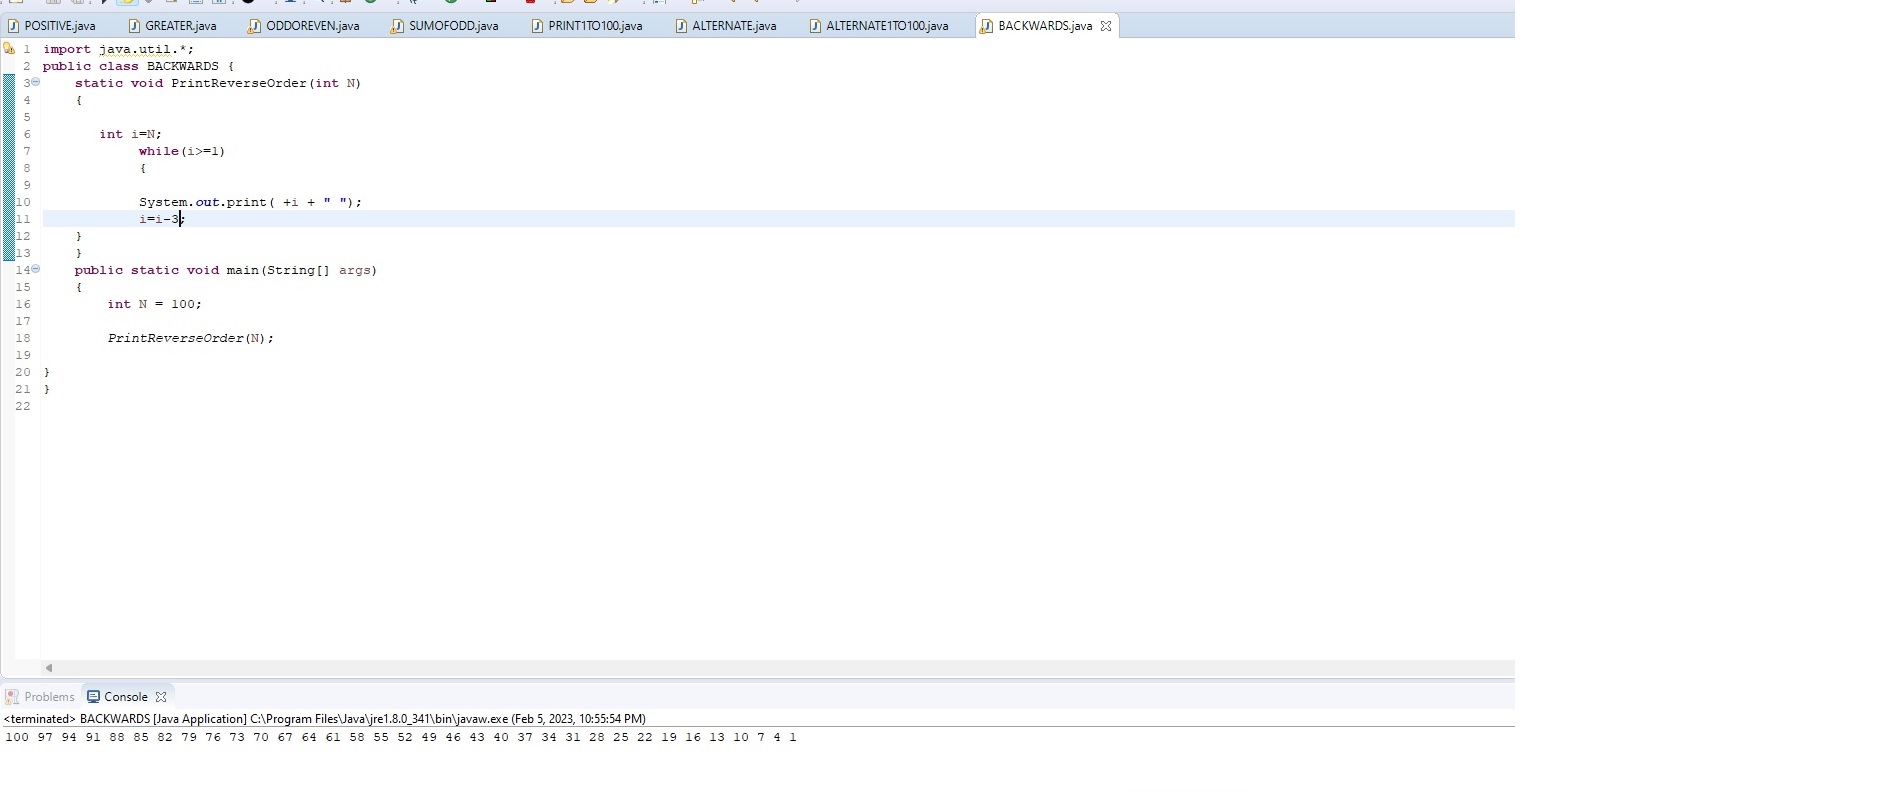 POSITIVE.java GREATER.java ODDOREVEN.java SUMOFODD.java PRINT1TO100.java ALTERNATE.java ALTERNATE1TO100.java BACKWARDS.java
1 import java.util.*;
2 public class BACKWARDS {
3 static void PrintReverseOrder(int N)
4 {
5
6 int i=N;
7 while(i>=1)
8 {
9
10 System.out.print( +i + " ");
11 i=i-3;
12 }
13 }
14 public static void main(String[] args)
15 {
16 int N = 100;
17
18 PrintReverseOrder(N);
19
20 }
21 }
22
Problems Console
<terminated> BACKWARDS [Java Application] C:\Program Files\Java\jre1.8.0_341\bin\javaw.exe (Feb 5, 2023, 10:55:54 PM)
100 97 94 91 88 85 82 79 76 73 70 67 64 61 58 55 52 49 46 43 40 37 34 31 28 25 22 19 16 13 10 7 4 1